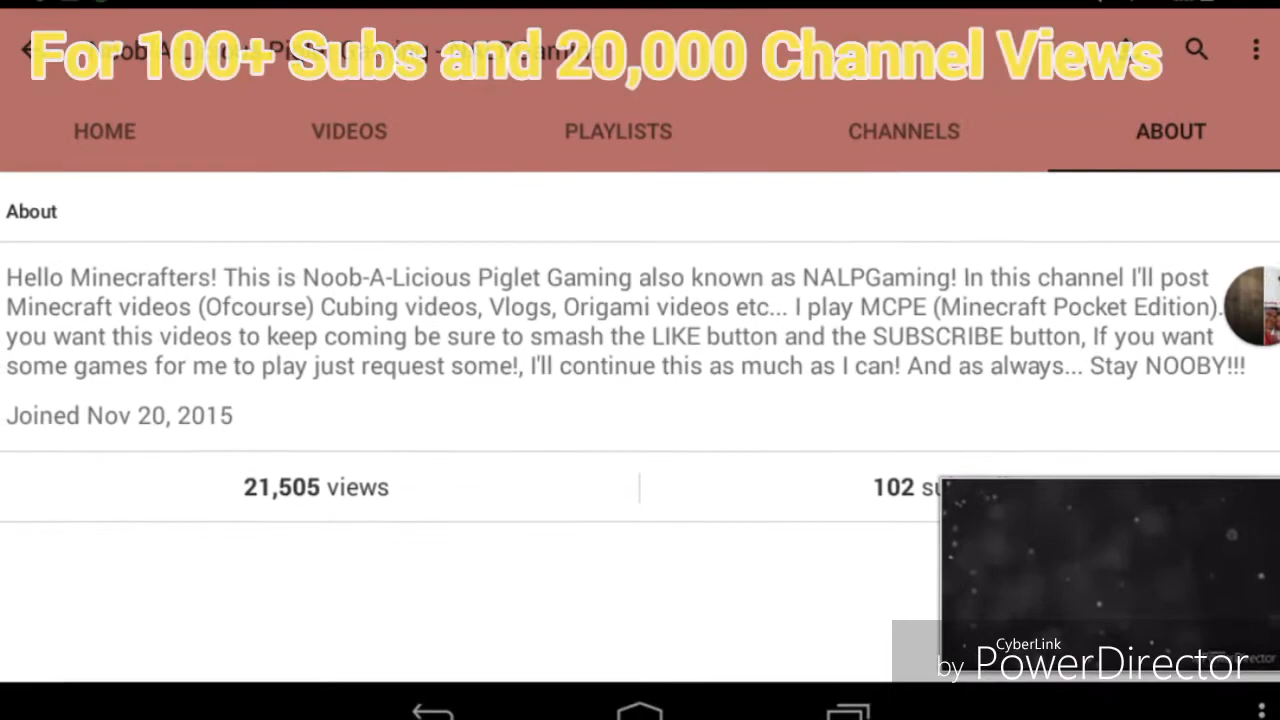 For 100+ Subs and 20,000 Channel Views
HOME VIDEOS PLAYLISTS CHANNELS ABOUT
About
Hello Minecrafters! This is Noob-A-Licious Piglet Gaming also known as NALPGaming! In this channel I'll post
Minecraft videos (Ofcourse) Cubing videos, Vlogs, Origami videos etc... I play MCPE (Minecraft Pocket Edition).
you want this videos to keep coming be sure to smash the LIKE button and the SUBSCRIBE button, If you want
some games for me to play just request some!, I'll continue this as much as I can! And as always... Stay NOOBY!!!
Joined Nov 20, 2015
21,505 views
102
CyberLink
by PowerDirector